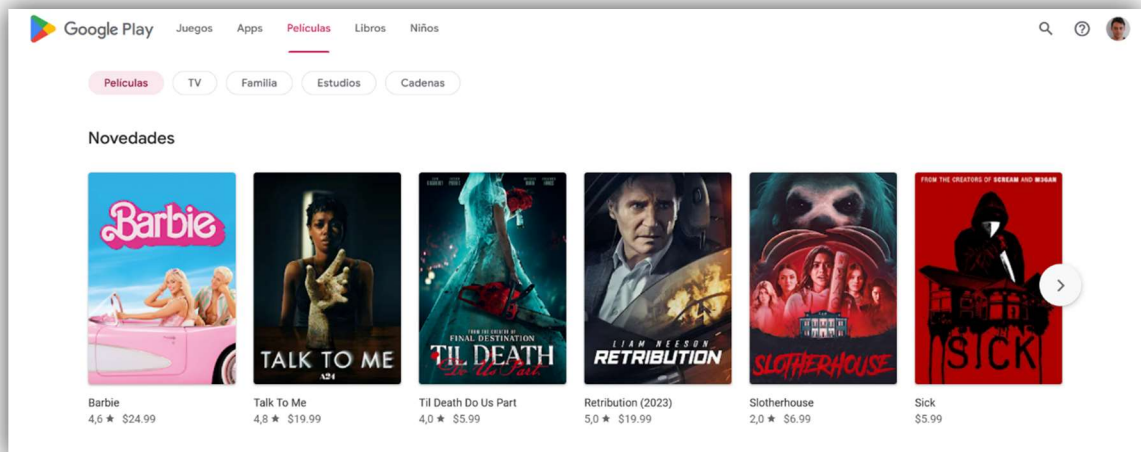 Google Play Juegos Apps Películas Libros Niños
Películas TV Familia Estudios Cadenas
Novedades
Barbie
TALK TO ME
A24
FROM THE CREATOR OF
FINAL DESTINATION
TIL DEATH
Do Us Part
LIAM NEESON
RETRIBUTION
SLOTHERHOUSE
FROM THE CREATORS OF SCREAM AND M3GAN
SICK
Barbie
4,6 ★ $24.99
Talk To Me
4,8 ★ $19.99
Til Death Do Us Part
4,0 ★ $5.99
Retribution (2023)
5,0 ★ $19.99
Slotherhouse
2,0 ★ $6.99
Sick
$5.99